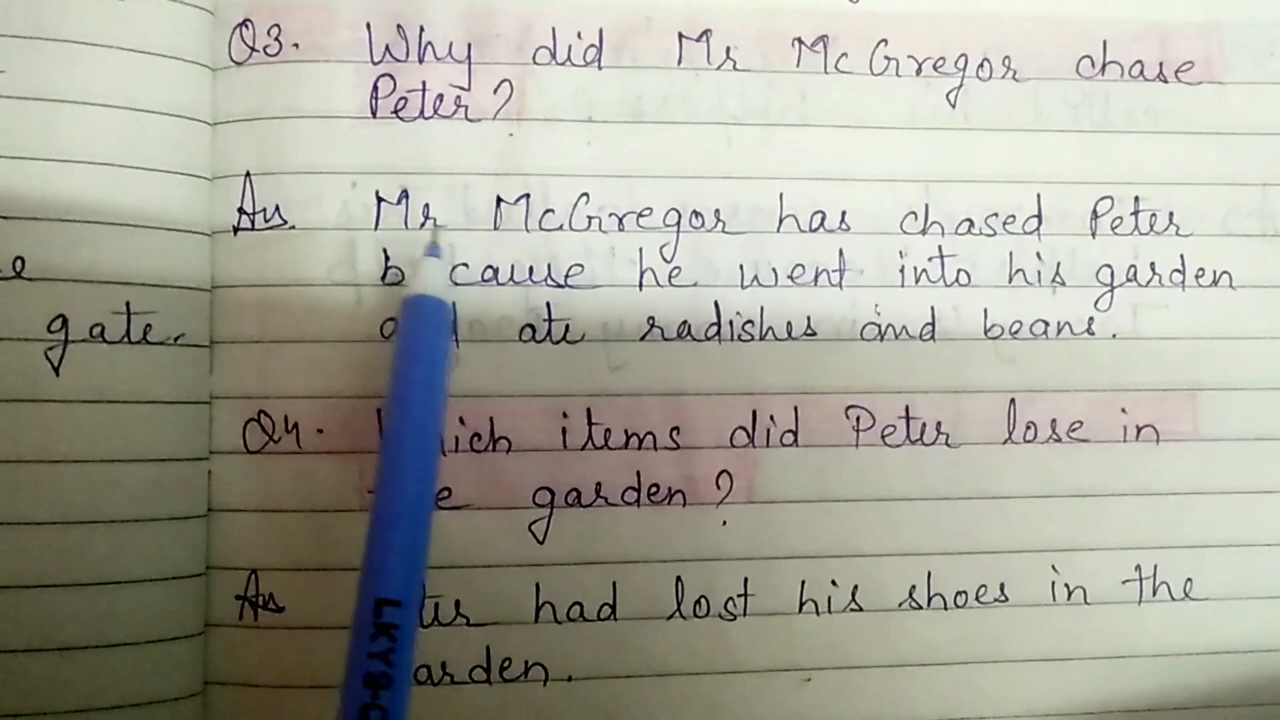 Q3. Why did Mr McGregor chase
Peter?
Ans. Mr McGregor has chased Peter
cause he went into his garden
e
gate.
ate radishes and beans.
Q4. ich items did Peter lose in
e garden?
Ans had lost his shoes in the
arden.
LKY9-0